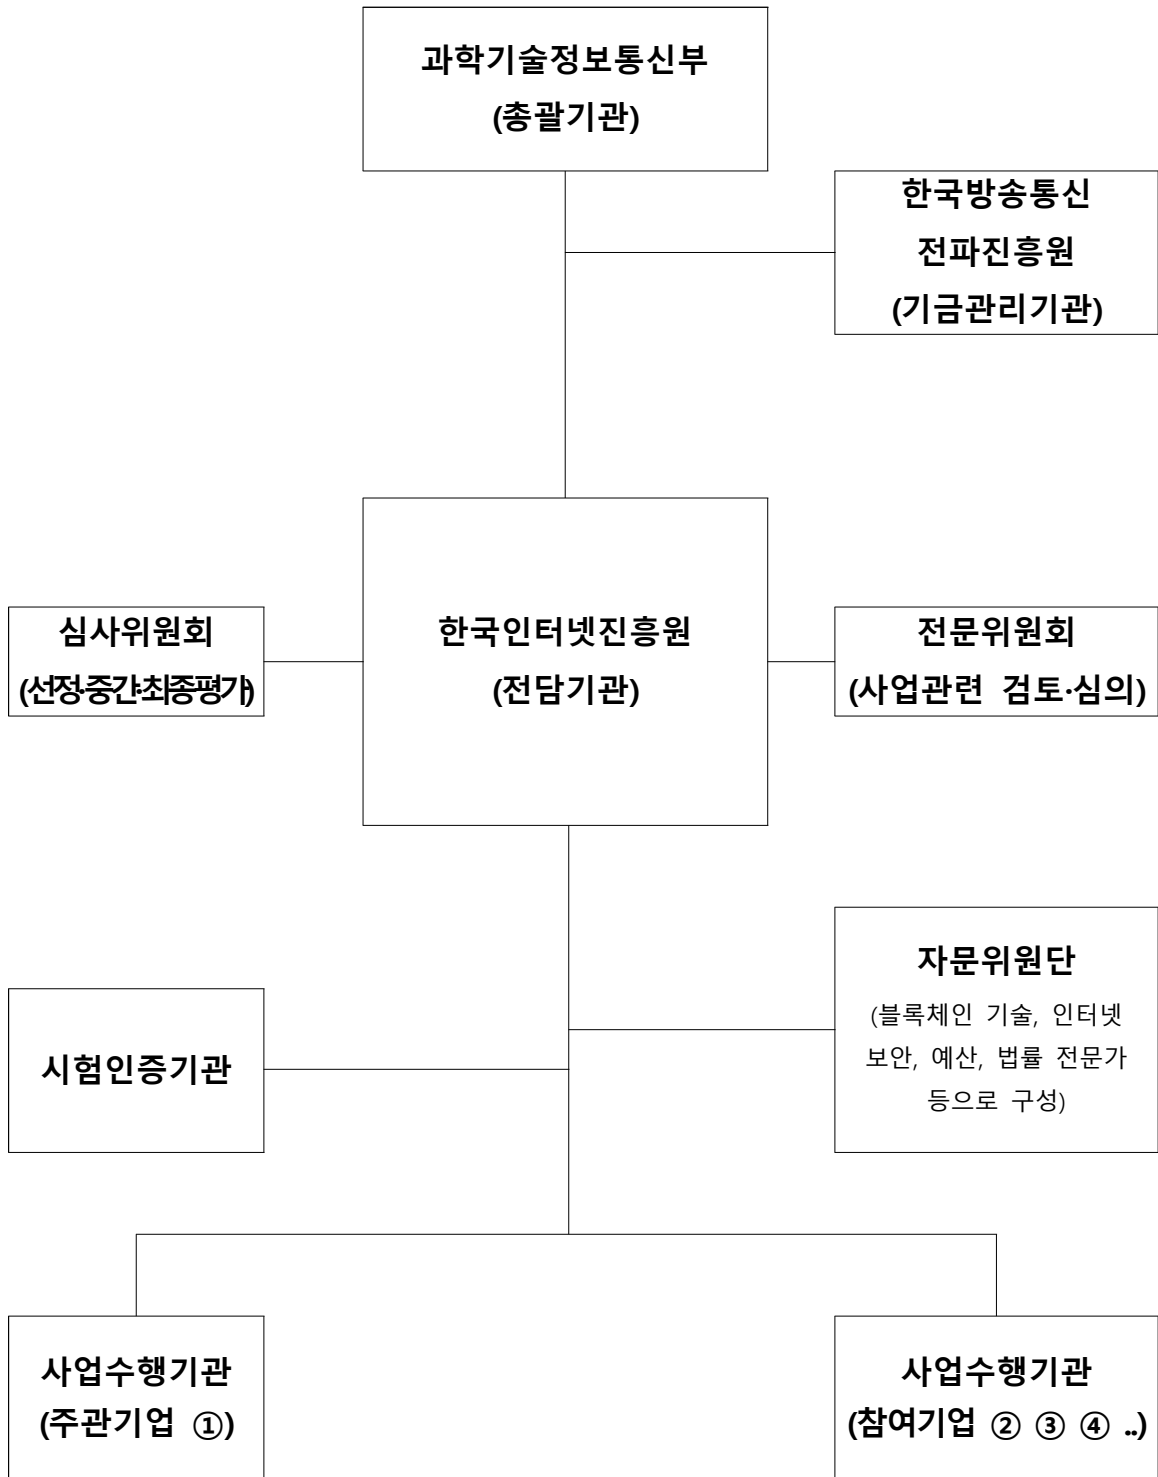 과학기술정보통신부
(총괄기관)
한국방송통신
전파진흥원
(기금관리기관)
심사위원회
(선정·중간·최종평가)
한국인터넷진흥원
(전담기관)
전문위원회
(사업관련 검토·심의)
시험인증기관
자문위원단
(블록체인 기술, 인터넷
보안, 예산, 법률 전문가
등으로 구성)
사업수행기관
(주관기업 ①)
사업수행기관
(참여기업 ② ③ ④ ..)